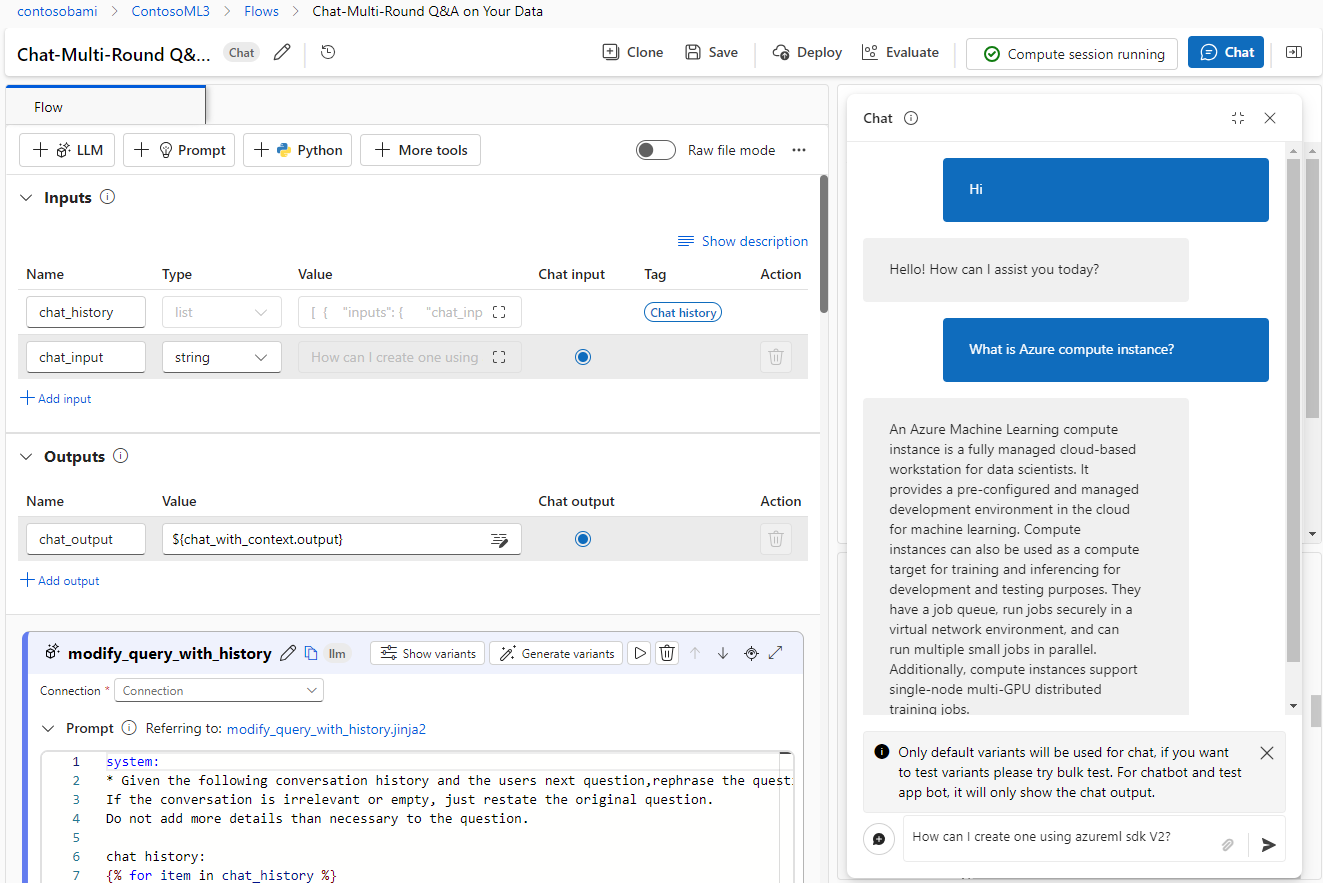 contosobami > ContosoML3 > Flows > Chat-Multi-Round Q&A on Your Data
Chat-Multi-Round Q&... Chat Clone Save Deploy Evaluate Compute session running Chat
Flow
LLM Prompt Python More tools Raw file mode ...
Inputs
Show description
Name Type Value Chat input Tag Action
chat_history list [ { "inputs": { "chat_inp Chat history
chat_input string How can I create one using
Add input
Outputs
Name Value Chat output Action
chat_output ${chat_with_context.output}
Add output
modify_query_with_history llm Show variants Generate variants
Connection * Connection
Prompt Referring to: modify_query_with_history.jinja2
1 system:
2 * Given the following conversation history and the users next question,rephrase the questi
3 If the conversation is irrelevant or empty, just restate the original question.
4 Do not add more details than necessary to the question.
5
6 chat history:
7 {% for item in chat_history %}
Chat
Hi
Hello! How can I assist you today?
What is Azure compute instance?
An Azure Machine Learning compute
instance is a fully managed cloud-based
workstation for data scientists. It
provides a pre-configured and managed
development environment in the cloud
for machine learning. Compute
instances can also be used as a compute
target for training and inferencing for
development and testing purposes. They
have a job queue, run jobs securely in a
virtual network environment, and can
run multiple small jobs in parallel.
Additionally, compute instances support
single-node multi-GPU distributed
training jobs.
Only default variants will be used for chat, if you want
to test variants please try bulk test. For chatbot and test
app bot, it will only show the chat output.
How can I create one using azureml sdk V2?